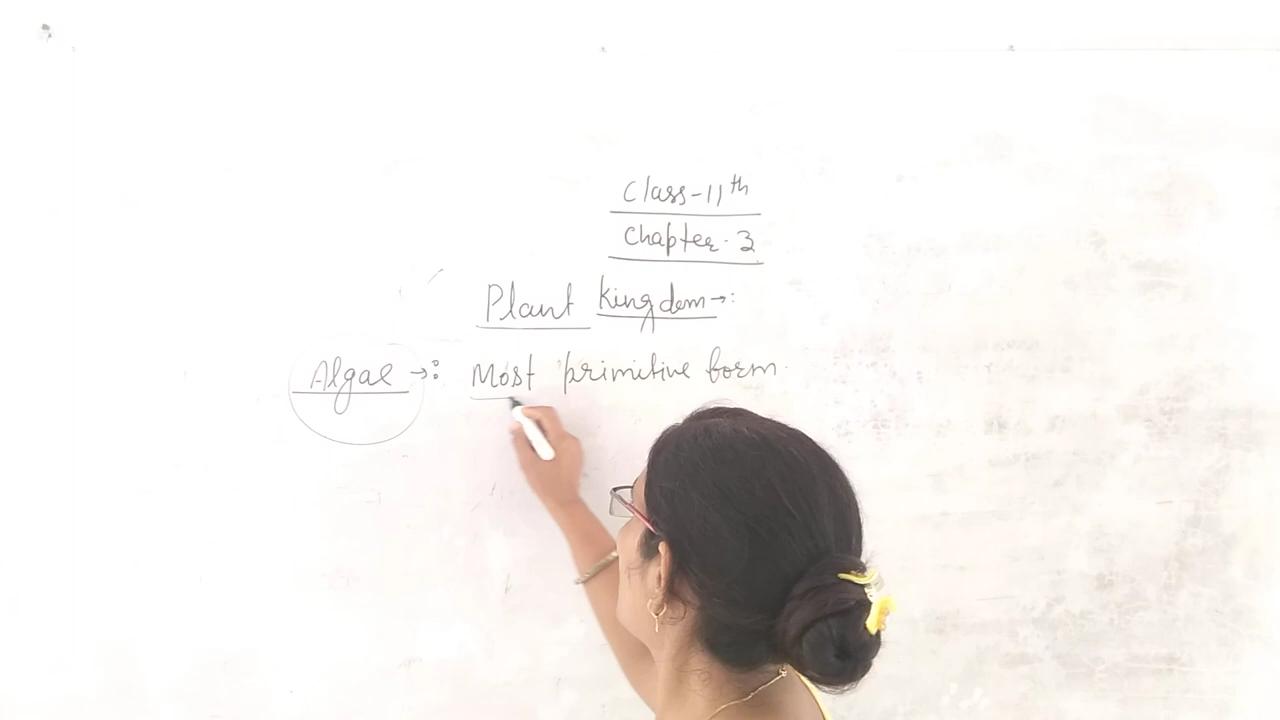 Class-11th
Chapter-3
Plant kingdom→:
Algae →: Most primitive form.